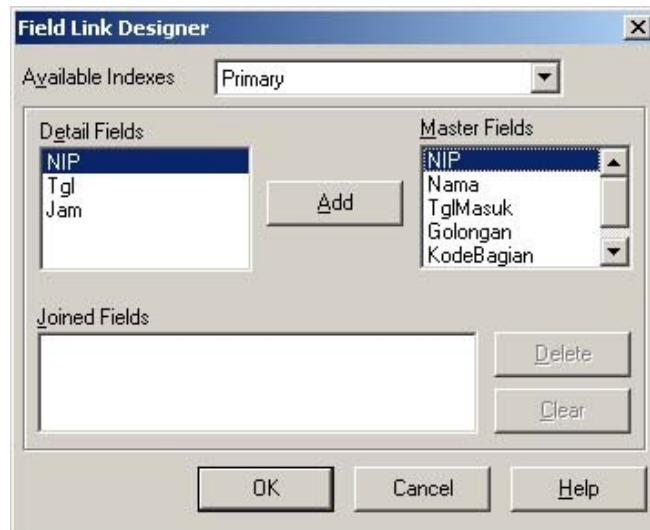 Field Link Designer
Available Indexes Primary
Detail Fields Master Fields
NIP NIP
Tgl Nama
Jam TglMasuk
Golongan
KodeBagian
Add
Joined Fields
Delete
Clear
OK Cancel Help